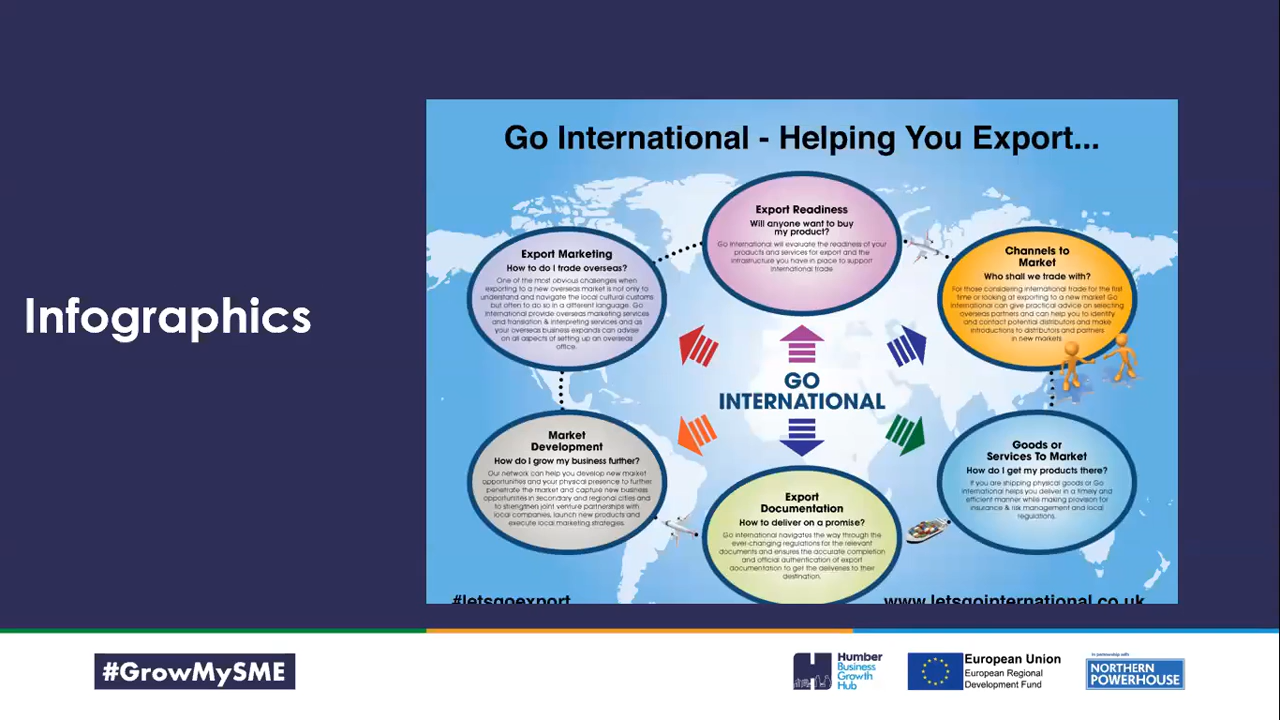 Infographics
Go International - Helping You Export...
Export Readiness
Will anyone want to buy
my product?
Go International will evaluate the readiness of your
products and services for export and the
infrastructure you have in place to support
international trade
Export Marketing
How to do I trade overseas?
One of the most obvious challenges when
exporting to a new overseas market is not only to
understand and navigate the local cultural customs
but often to do so in a different language. Go
International provide overseas marketing services
and translation & interpreting services and as
your overseas business expands can advise
on all aspects of setting up an overseas
office.
Channels to
Market
Who shall we trade with?
For those considering international trade for the first
time or looking at exporting to a new market Go
International can give practical advice on selecting
overseas partners and can help you to identify
and contact potential distributors and make
introductions to distributors and partners
in new markets
GO
INTERNATIONAL
Market
Development
How do I grow my business further?
Our network can help you develop new market
opportunities and your physical presence to further
penetrate the market and capture new business
opportunities in secondary and regional cities and
to strengthen joint venture partnerships with
local companies, launch new products and
execute local marketing strategies.
Goods or
Services To Market
How do I get my products there?
If you are shipping physical goods or Go
International helps you deliver in a timely and
efficient manner while making provision for
insurance & risk management and local
regulations.
Export
Documentation
How to deliver on a promise?
Go international navigates the way through the
ever-changing regulations for the relevant
documents and ensures the accurate completion
and official authentication of export
documentation to get the deliveries to their
destination.
#letsgoexport
www.letsgointernational.co.uk
#GrowMySME
Humber
Business
Growth
Hub
European Union
European Regional
Development Fund
In partnership with
NORTHERN
POWERHOUSE